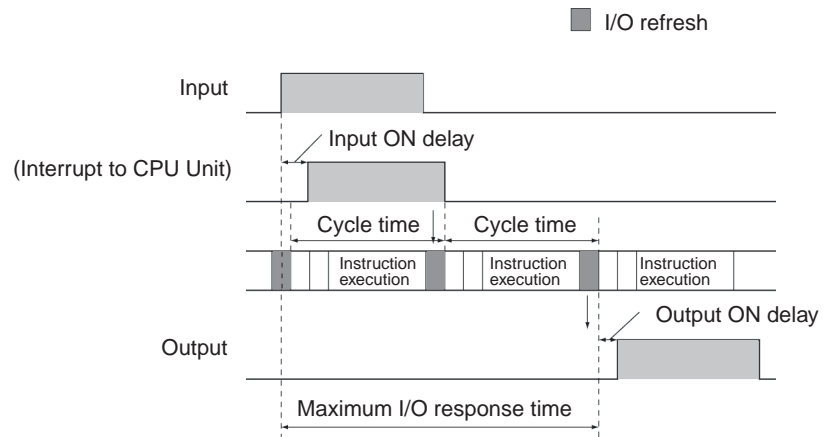 I/O refresh
Input
Input ON delay
(Interrupt to CPU Unit)
Cycle time
Cycle time
Instruction
execution
Instruction
execution
Instruction
execution
Output ON delay
Output
Maximum I/O response time